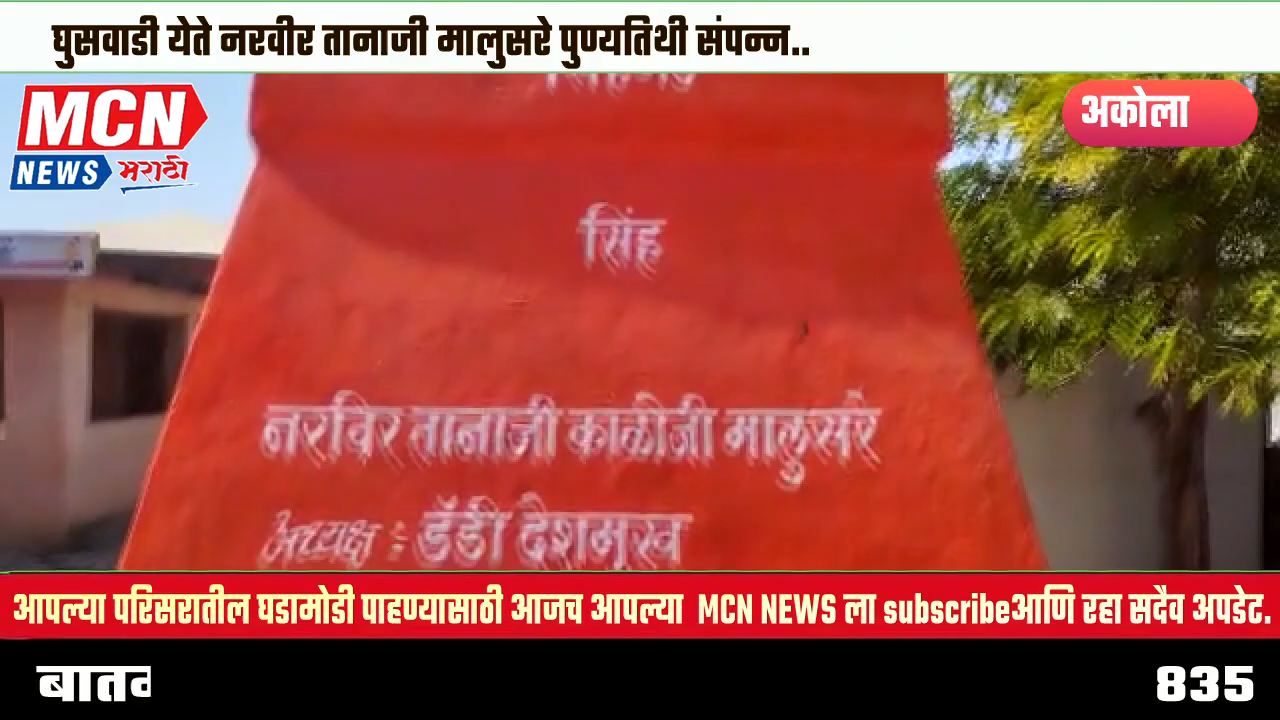 घुसवाडी येते नरवीर तानाजी मालुसरे पुण्यतिथी संपन्न..
MCN
NEWS मराठी
अकोला
सिंह
नरविर तानाजी काळोजी मालुसरे
अध्यक्ष : डॅडी देशमुख
आपल्या परिसरातील घडामोडी पाहण्यासाठी आजच आपल्या MCN NEWS ला subscribeआणि रहा सदैव अपडेट.
835